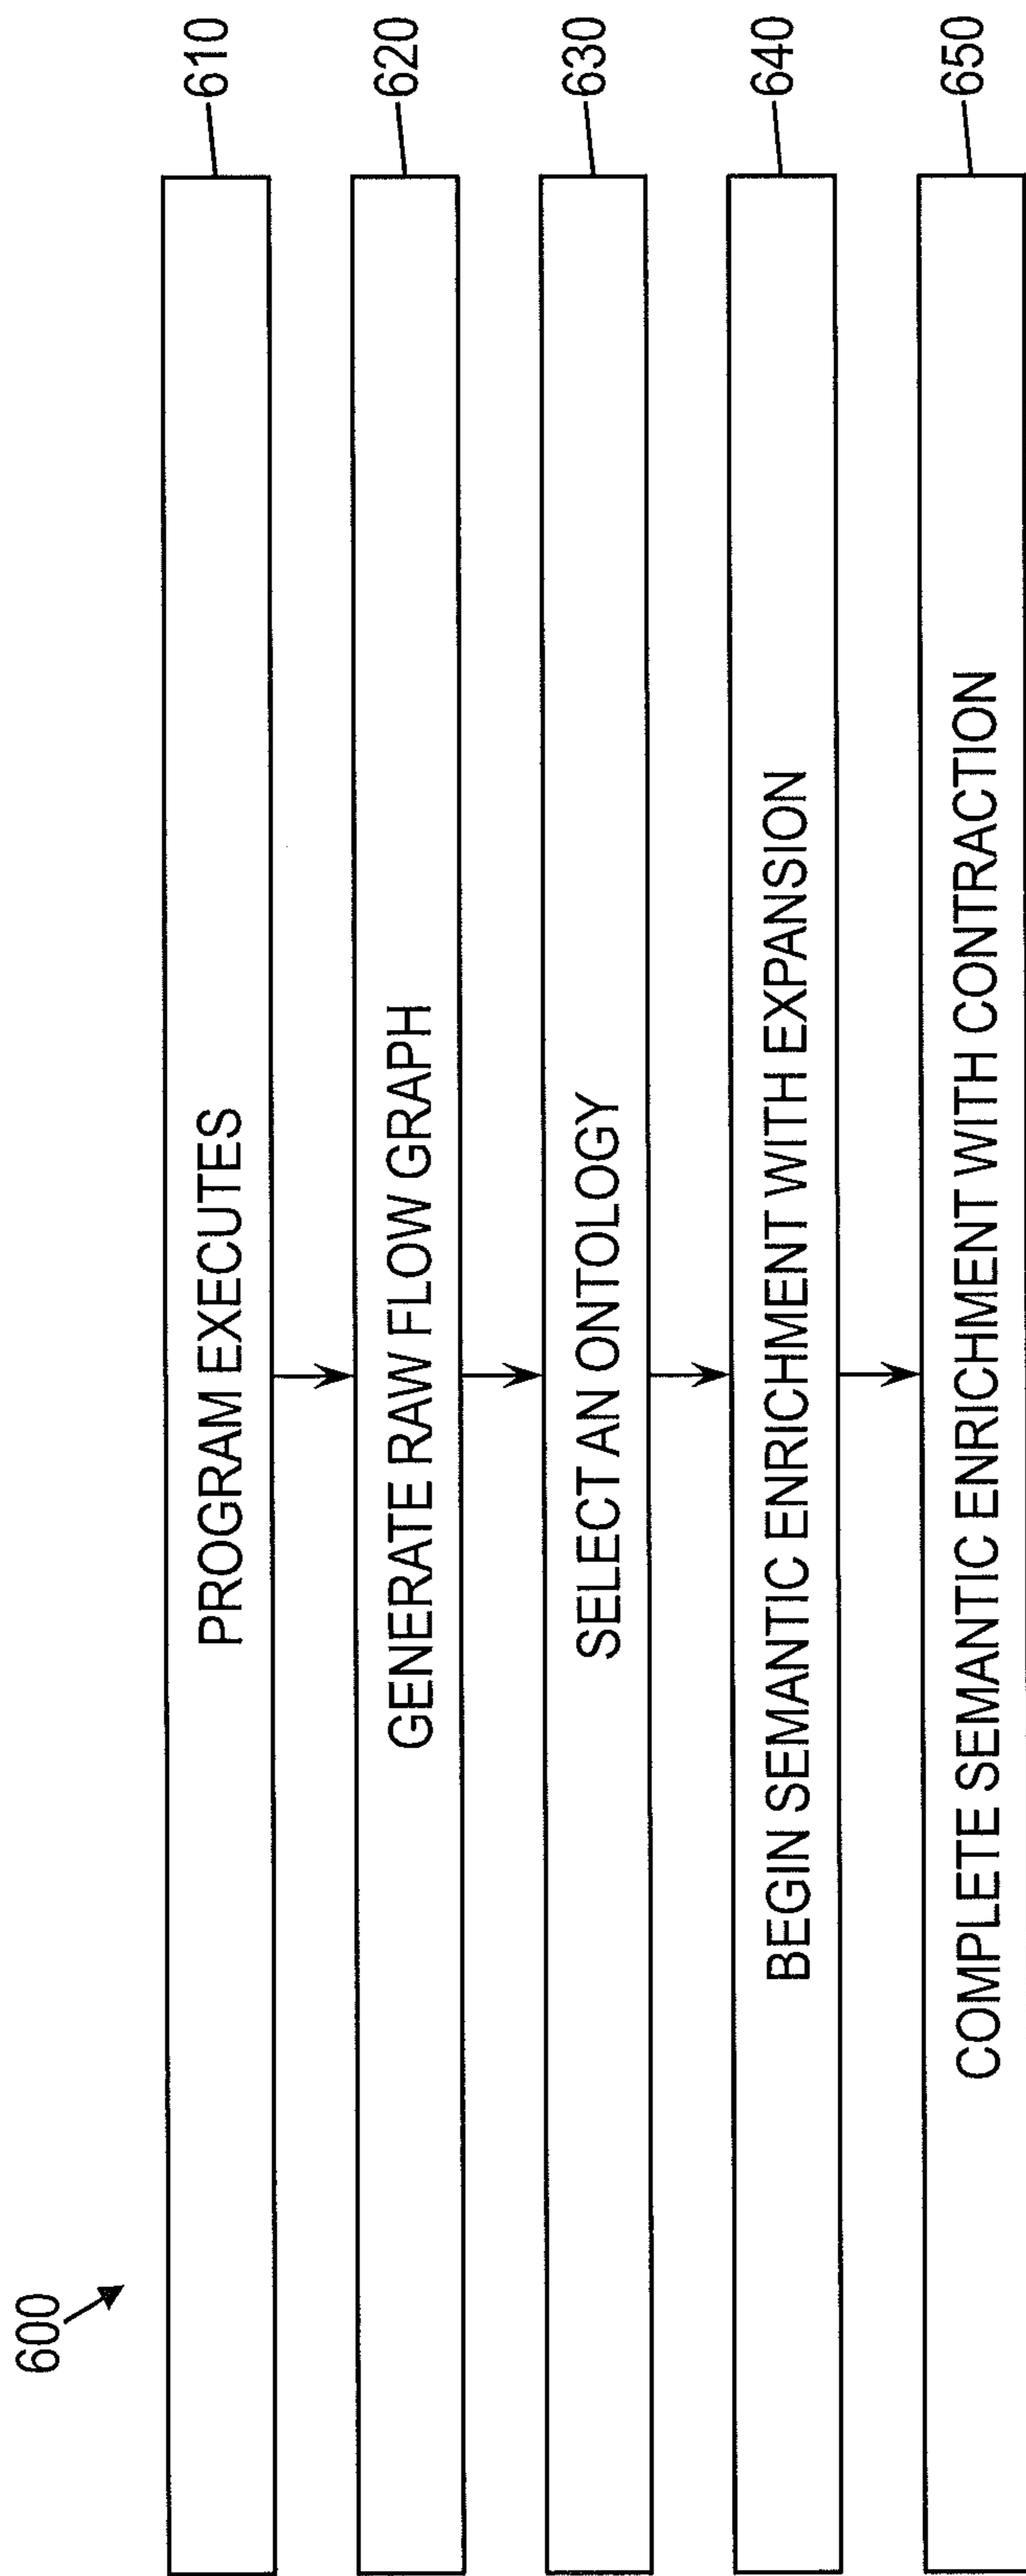 600
PROGRAM EXECUTES
610
GENERATE RAW FLOW GRAPH
620
SELECT AN ONTOLOGY
630
BEGIN SEMANTIC ENRICHMENT WITH EXPANSION
640
COMPLETE SEMANTIC ENRICHMENT WITH CONTRACTION
650